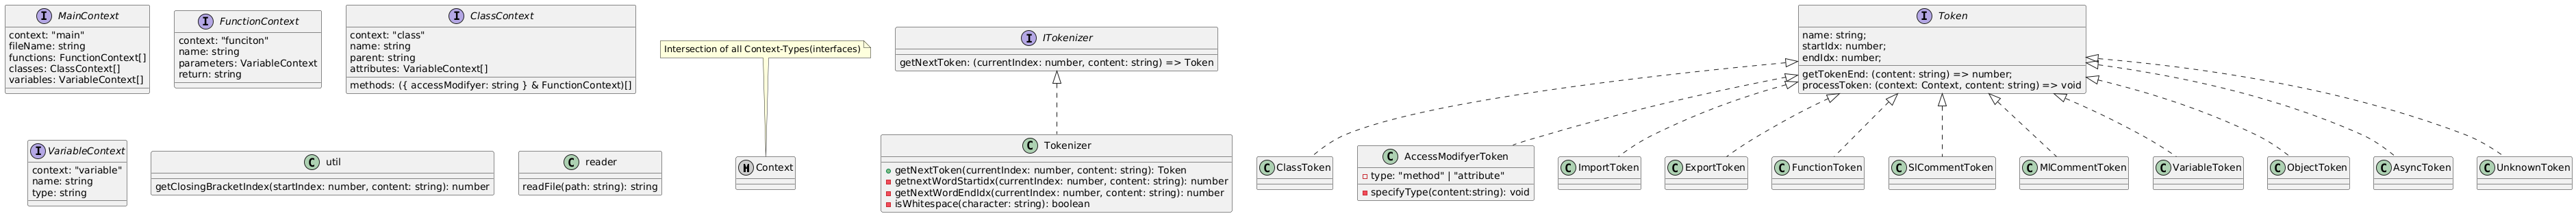 I MainContext
context: "main"
fileName: string
functions: FunctionContext[]
classes: ClassContext[]
variables: VariableContext[]
I FunctionContext
context: "funciton"
name: string
parameters: VariableContext
return: string
I ClassContext
context: "class"
name: string
parent: string
attributes: VariableContext[]
methods: ({ accessModifyer: string } & FunctionContext)[]
Intersection of all Context-Types(interfaces)
I ITokenizer
getNextToken: (currentIndex: number, content: string) => Token
I Token
name: string;
startIdx: number;
endIdx: number;
getTokenEnd: (content: string) => number;
processToken: (context: Context, content: string) => void
I VariableContext
context: "variable"
name: string
type: string
C util
getClosingBracketIndex(startIndex: number, content: string): number
C reader
readFile(path: string): string
H Context
C Tokenizer
getNextToken(currentIndex: number, content: string): Token
getnextWordStartidx(currentIndex: number, content: string): number
getNextWordEndIdx(currentIndex: number, content: string): number
isWhitespace(character: string): boolean
C ClassToken
C AccessModifyerToken
type: "method" | "attribute"
specifyType(content:string): void
C ImportToken
C ExportToken
C FunctionToken
C SlCommentToken
C MlCommentToken
C VariableToken
C ObjectToken
C AsyncToken
C UnknownToken